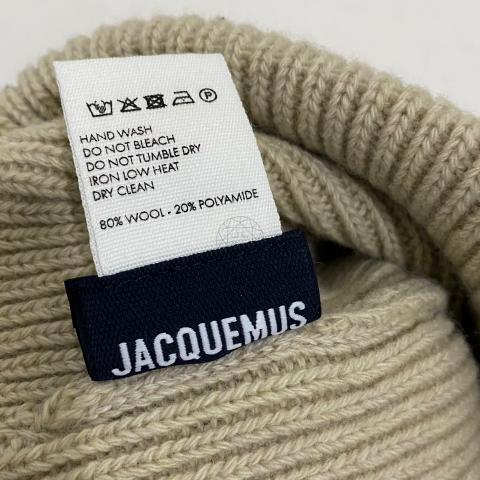 HAND WASH
DO NOT BLEACH
DO NOT TUMBLE DRY
IRON LOW HEAT
DRY CLEAN
80% WOOL - 20% POLYAMIDE
JACQUEMUS